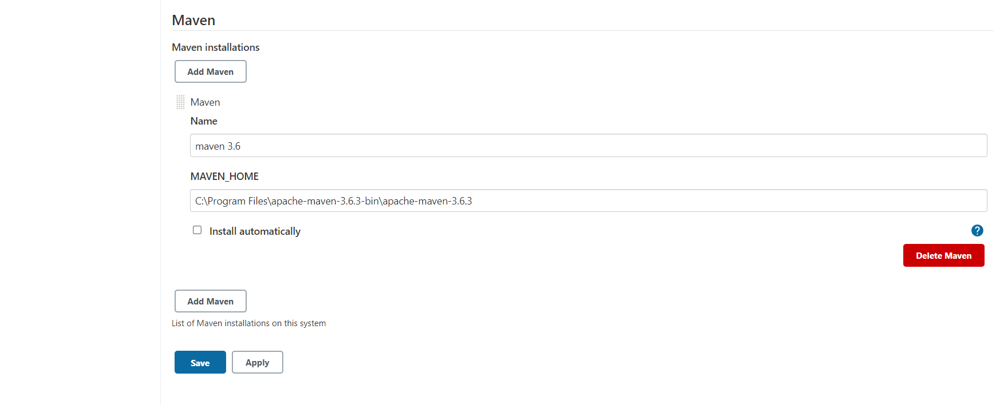 Maven
Maven installations
Add Maven
Maven
Name
maven 3.6
MAVEN_HOME
C:\Program Files\apache-maven-3.6.3-bin\apache-maven-3.6.3
Install automatically
?
Delete Maven
Add Maven
List of Maven installations on this system
Save Apply